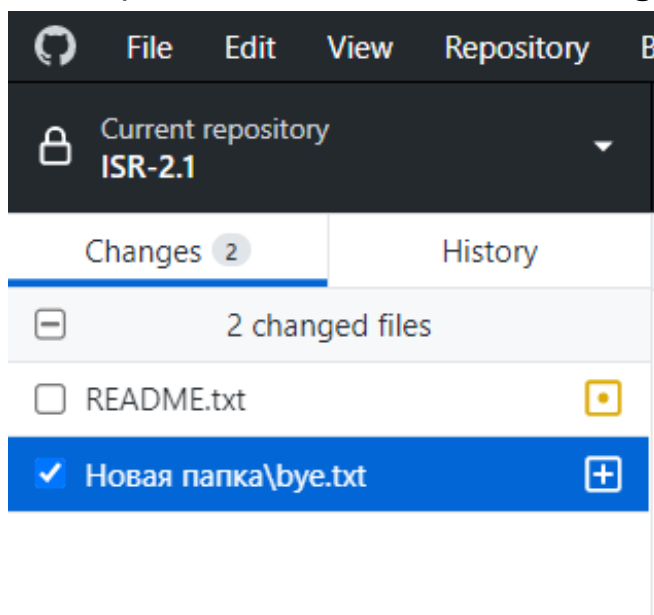 File Edit View Repository B
Current repository
ISR-2.1
Changes 2 History
2 changed files
README.txt
Новая папка\bye.txt